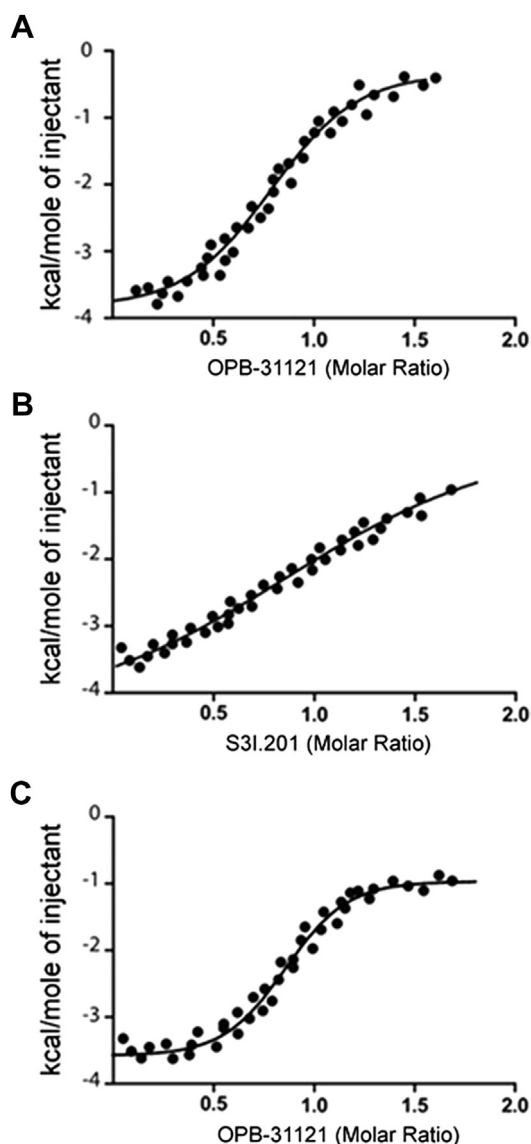 A
kcal/mole of injectant
0
-1
-2
-3
-4
0.5 1.0 1.5 2.0
OPB-31121 (Molar Ratio)
B
kcal/mole of injectant
0
-1
-2
-3
-4
0.5 1.0 1.5 2.0
S3I.201 (Molar Ratio)
C
kcal/mole of injectant
0
-1
-2
-3
-4
0.5 1.0 1.5 2.0
OPB-31121 (Molar Ratio)